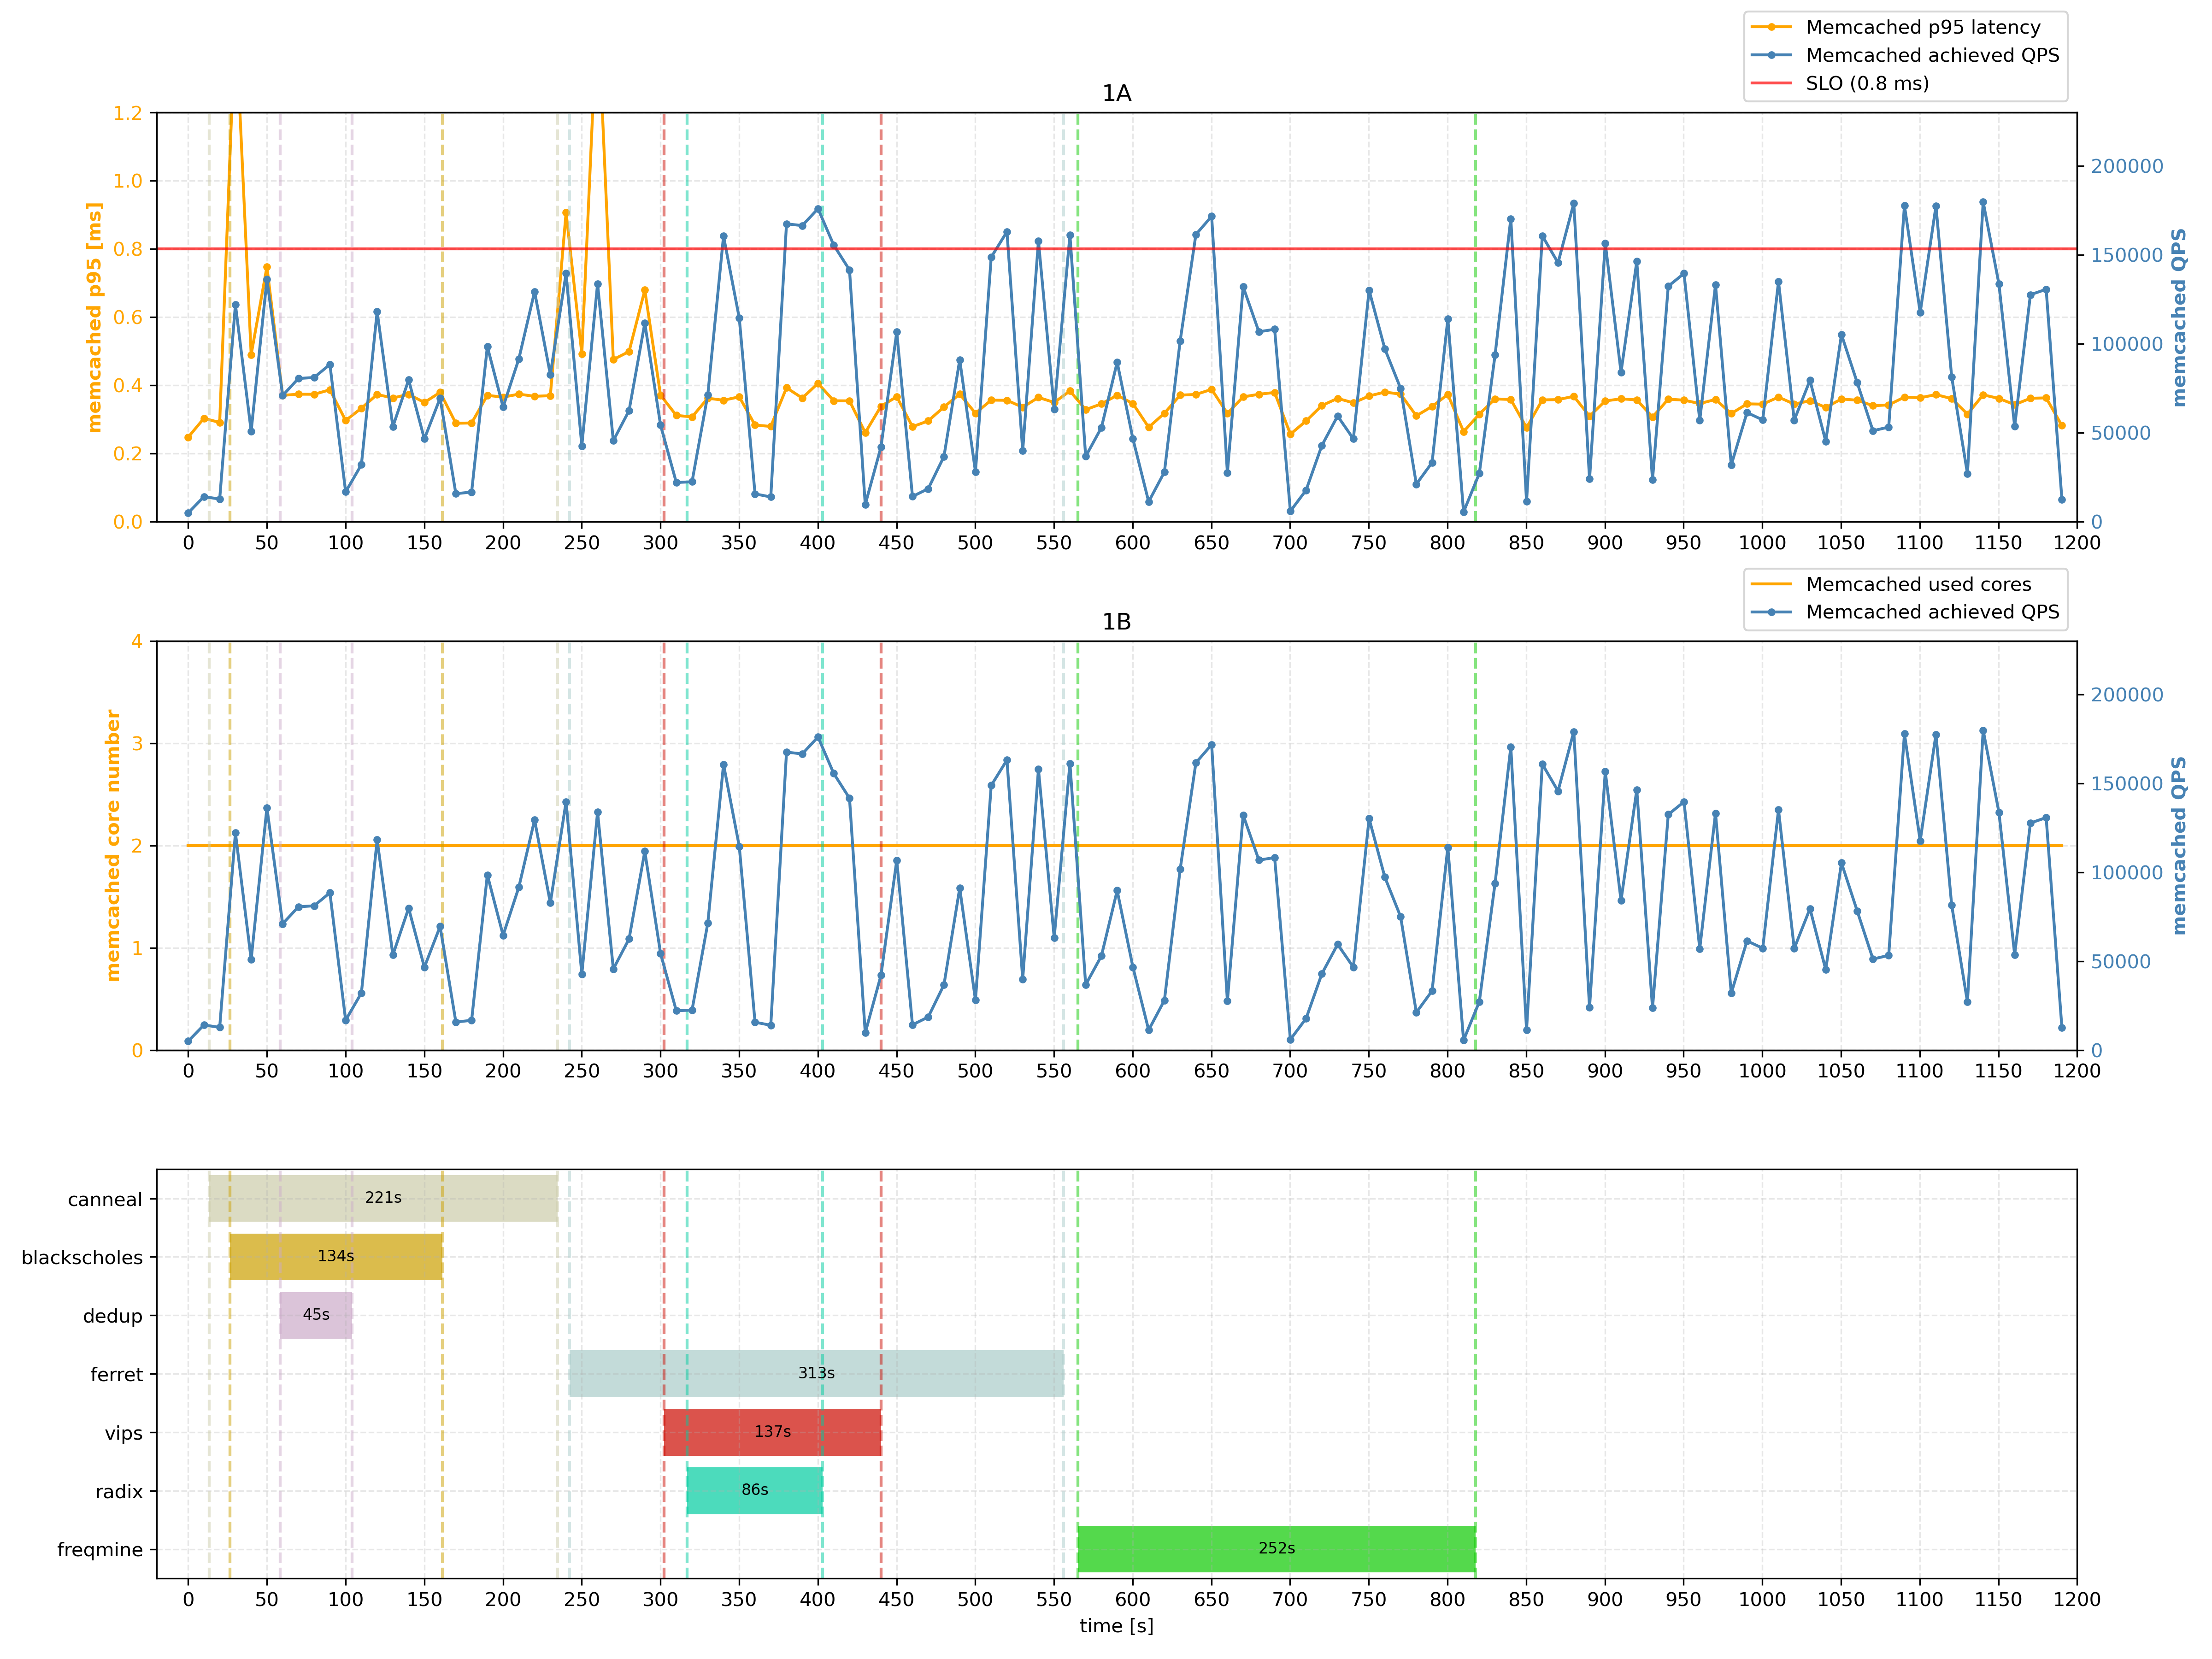 Memcached p95 latency
Memcached achieved QPS
SLO (0.8 ms)
1A
memcached p95 [ms]
1.2
1.0
0.8
0.6
0.4
0.2
0.0
200000
150000
100000
50000
0
memcached QPS
0 50 100 150 200 250 300 350 400 450 500 550 600 650 700 750 800 850 900 950 1000 1050 1100 1150 1200
Memcached used cores
Memcached achieved QPS
1B
memcached core number
4
3
2
1
0
200000
150000
100000
50000
0
memcached QPS
0 50 100 150 200 250 300 350 400 450 500 550 600 650 700 750 800 850 900 950 1000 1050 1100 1150 1200
canneal 221s
blackscholes 134s
dedup 45s
ferret 313s
vips 137s
radix 86s
freqmine 252s
0 50 100 150 200 250 300 350 400 450 500 550 600 650 700 750 800 850 900 950 1000 1050 1100 1150 1200
time [s]